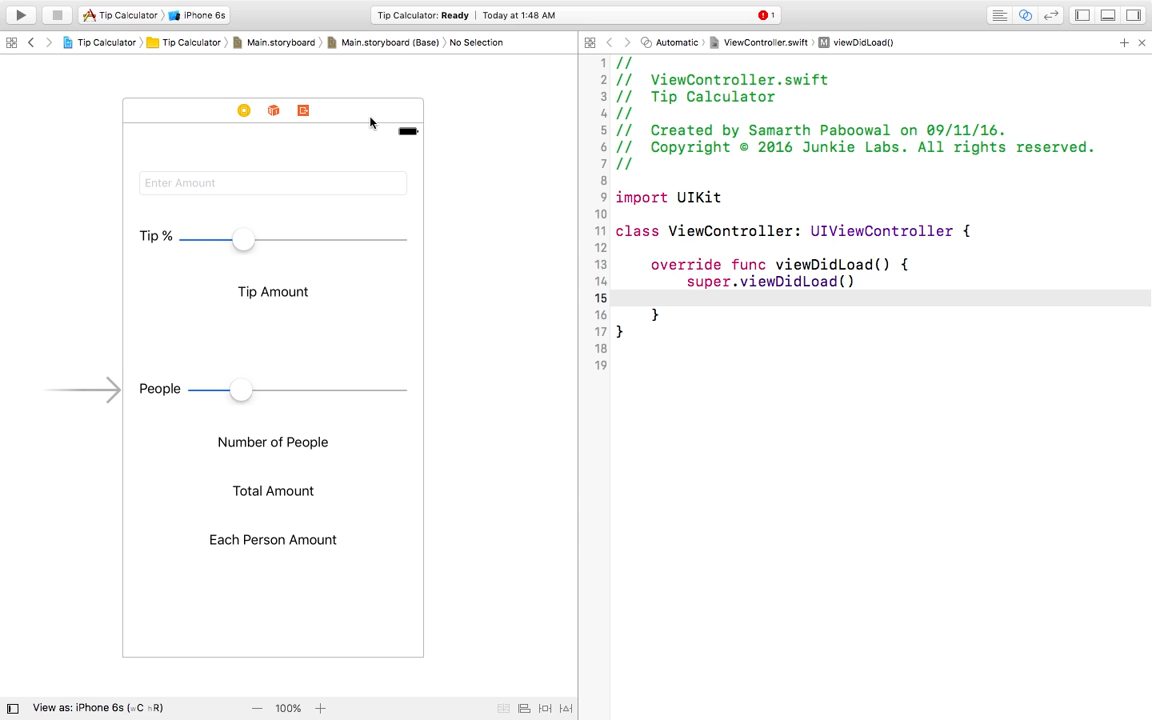 Tip Calculator iPhone 6s
Tip Calculator: Ready Today at 1:48 AM 1
Tip Calculator Tip Calculator Main.storyboard Main.storyboard (Base) No Selection
Automatic ViewController.swift M viewDidLoad()
Enter Amount
Tip %
Tip Amount
People
Number of People
Total Amount
Each Person Amount
View as: iPhone 6s (wC hR)
— 100% +
1 //
2 // ViewController.swift
3 // Tip Calculator
4 //
5 // Created by Samarth Paboowal on 09/11/16.
6 // Copyright © 2016 Junkie Labs. All rights reserved.
7 //
8
9 import UIKit
10
11 class ViewController: UIViewController {
12
13 override func viewDidLoad() {
14 super.viewDidLoad()
15
16 }
17 }
18
19